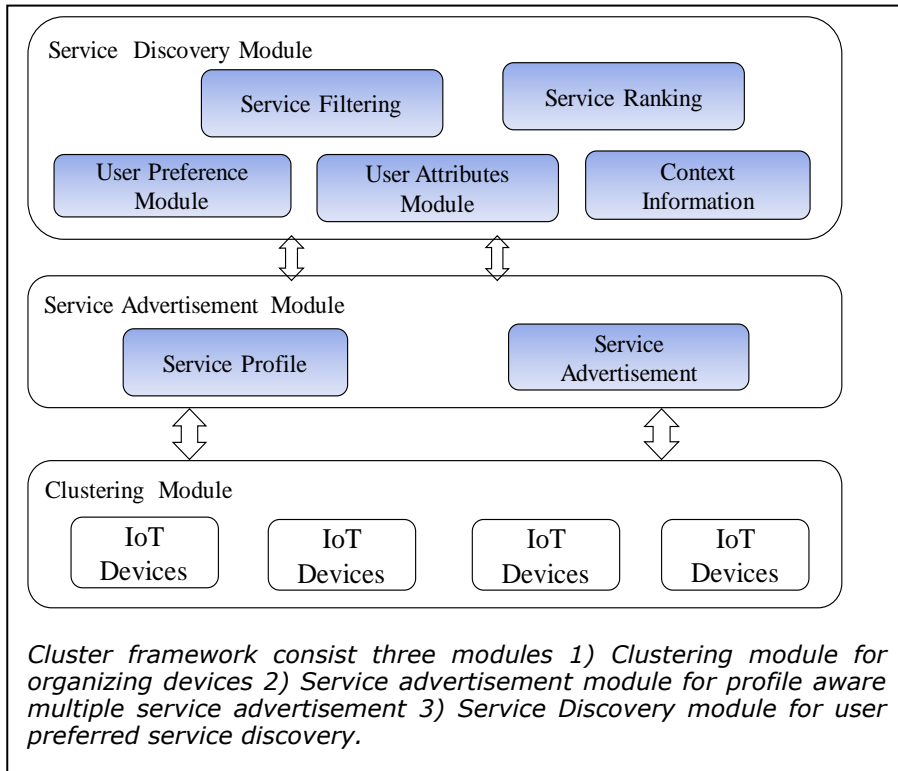 Service Discovery Module
Service Filtering
Service Ranking
User Preference
Module
User Attributes
Module
Context
Information
Service Advertisement Module
Service Profile
Service
Advertisement
Clustering Module
IoT
Devices
IoT
Devices
IoT
Devices
IoT
Devices
Cluster framework consist three modules 1) Clustering module for
organizing devices 2) Service advertisement module for profile aware
multiple service advertisement 3) Service Discovery module for user
preferred service discovery.